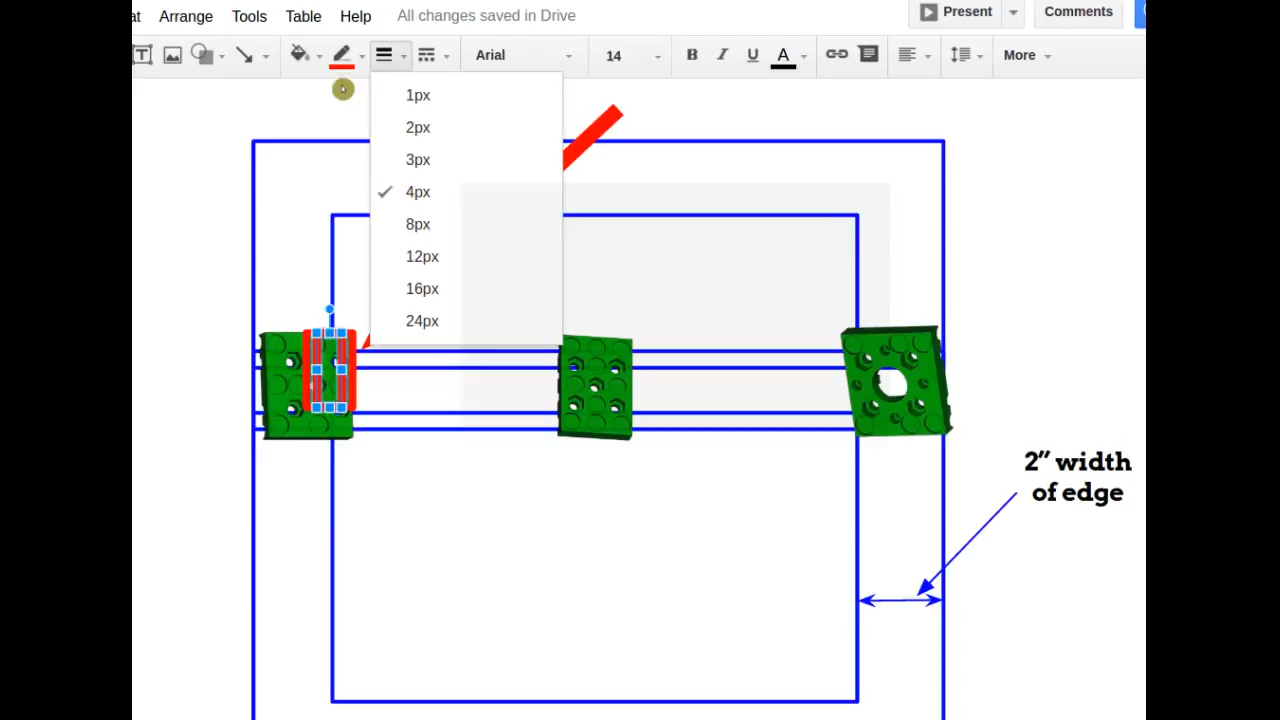 at Arrange Tools Table Help All changes saved in Drive Present Comments
Arial 14 B I U A More
1px
2px
3px
4px
8px
12px
16px
24px
2” width
of edge